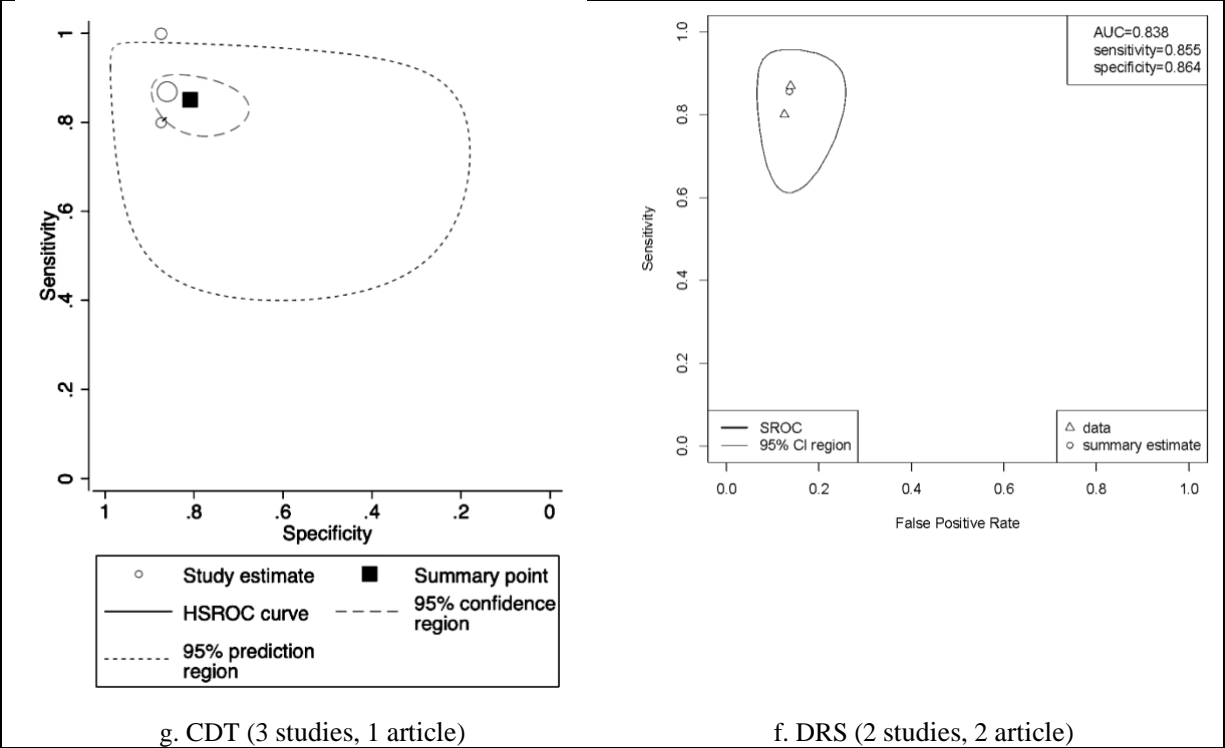 1
.8
.6
.4
.2
0
Sensitivity
1
.8
.6
.4
.2
0
Specificity
Study estimate
Summary point
HSROC curve
95% confidence
region
95% prediction
region
g. CDT (3 studies, 1 article)
AUC=0.838
sensitivity=0.855
specificity=0.864
1.0
0.8
0.6
0.4
0.2
0.0
Sensitivity
SROC
95% CI region
data
summary estimate
0.0
0.2
0.4
0.6
0.8
1.0
False Positive Rate
f. DRS (2 studies, 2 article)